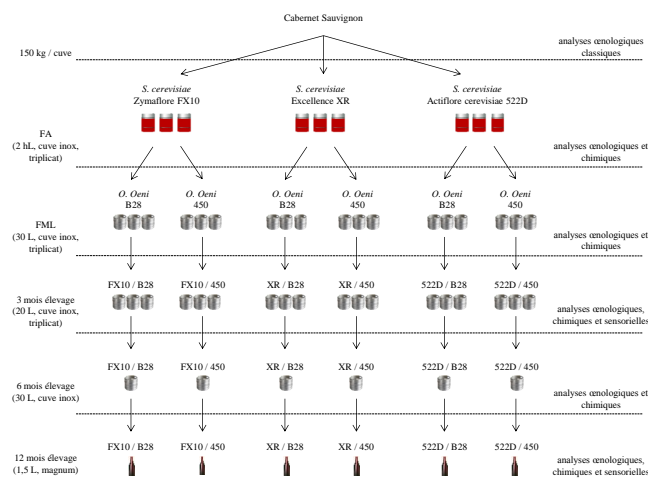 Cabernet Sauvignon
150 kg / cuve
analyses œnologiques
classiques
S. cerevisiae
Zymaflore FX10
S. cerevisiae
Excellence XR
S. cerevisiae
Actiflore cerevisiae 522D
FA
(2 hL, cuve inox,
triplicat)
analyses œnologiques et
chimiques
O. Oeni
B28
O. Oeni
450
O. Oeni
B28
O. Oeni
450
O. Oeni
B28
O. Oeni
450
FML
(30 L, cuve inox,
triplicat)
analyses œnologiques et
chimiques
FX10 / B28
FX10 / 450
XR / B28
XR / 450
522D / B28
522D / 450
3 mois élevage
(20 L, cuve inox,
triplicat)
analyses œnologiques,
chimiques et sensorielles
FX10 / B28
FX10 / 450
XR / B28
XR / 450
522D / B28
522D / 450
6 mois élevage
(30 L, cuve inox)
analyses œnologiques et
chimiques
FX10 / B28
FX10 / 450
XR / B28
XR / 450
522D / B28
522D / 450
12 mois élevage
(1,5 L, magnum)
analyses œnologiques,
chimiques et sensorielles